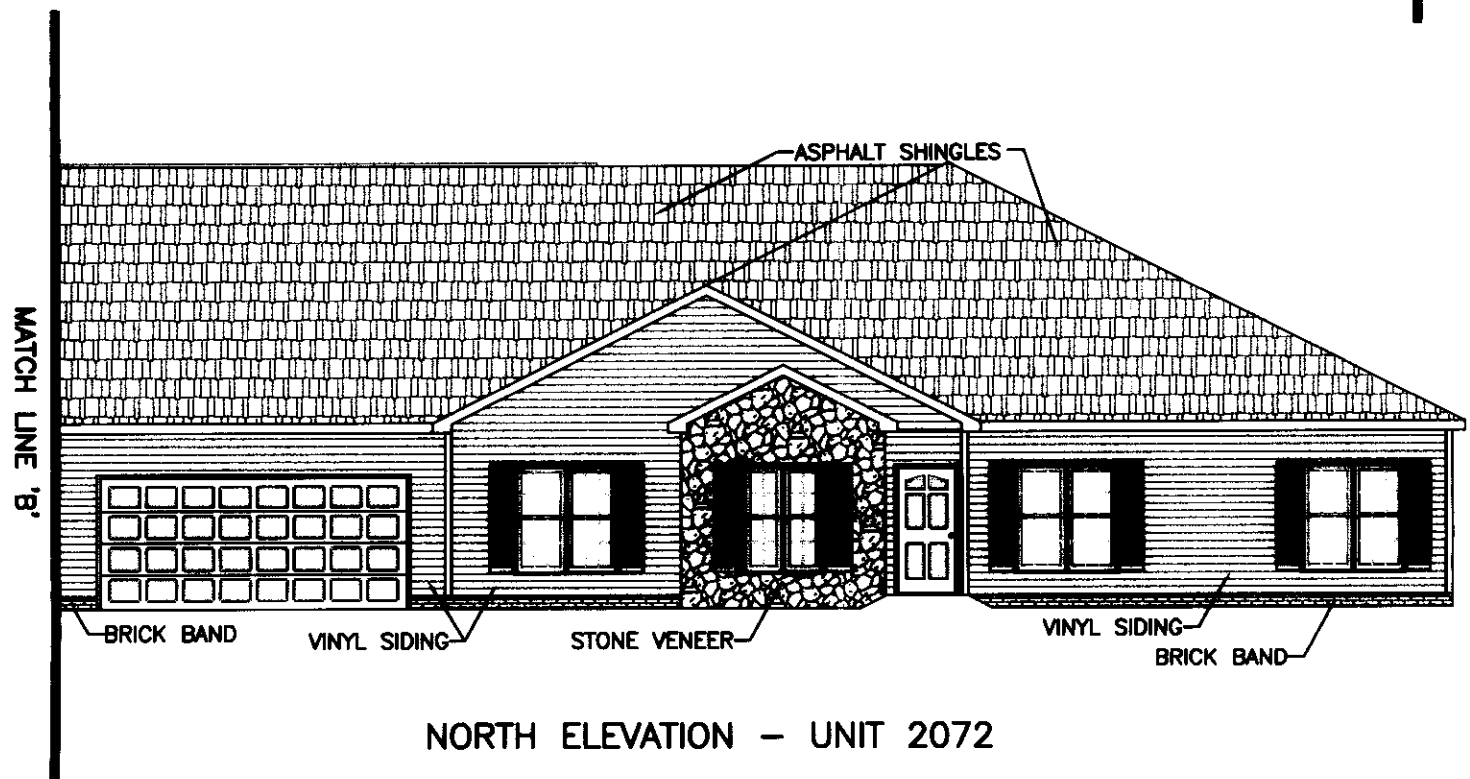 ASPHALT SHINGLES
MATCH LINE 'B'
BRICK BAND
VINYL SIDING
STONE VENEER
VINYL SIDING
BRICK BAND
NORTH ELEVATION – UNIT 2072